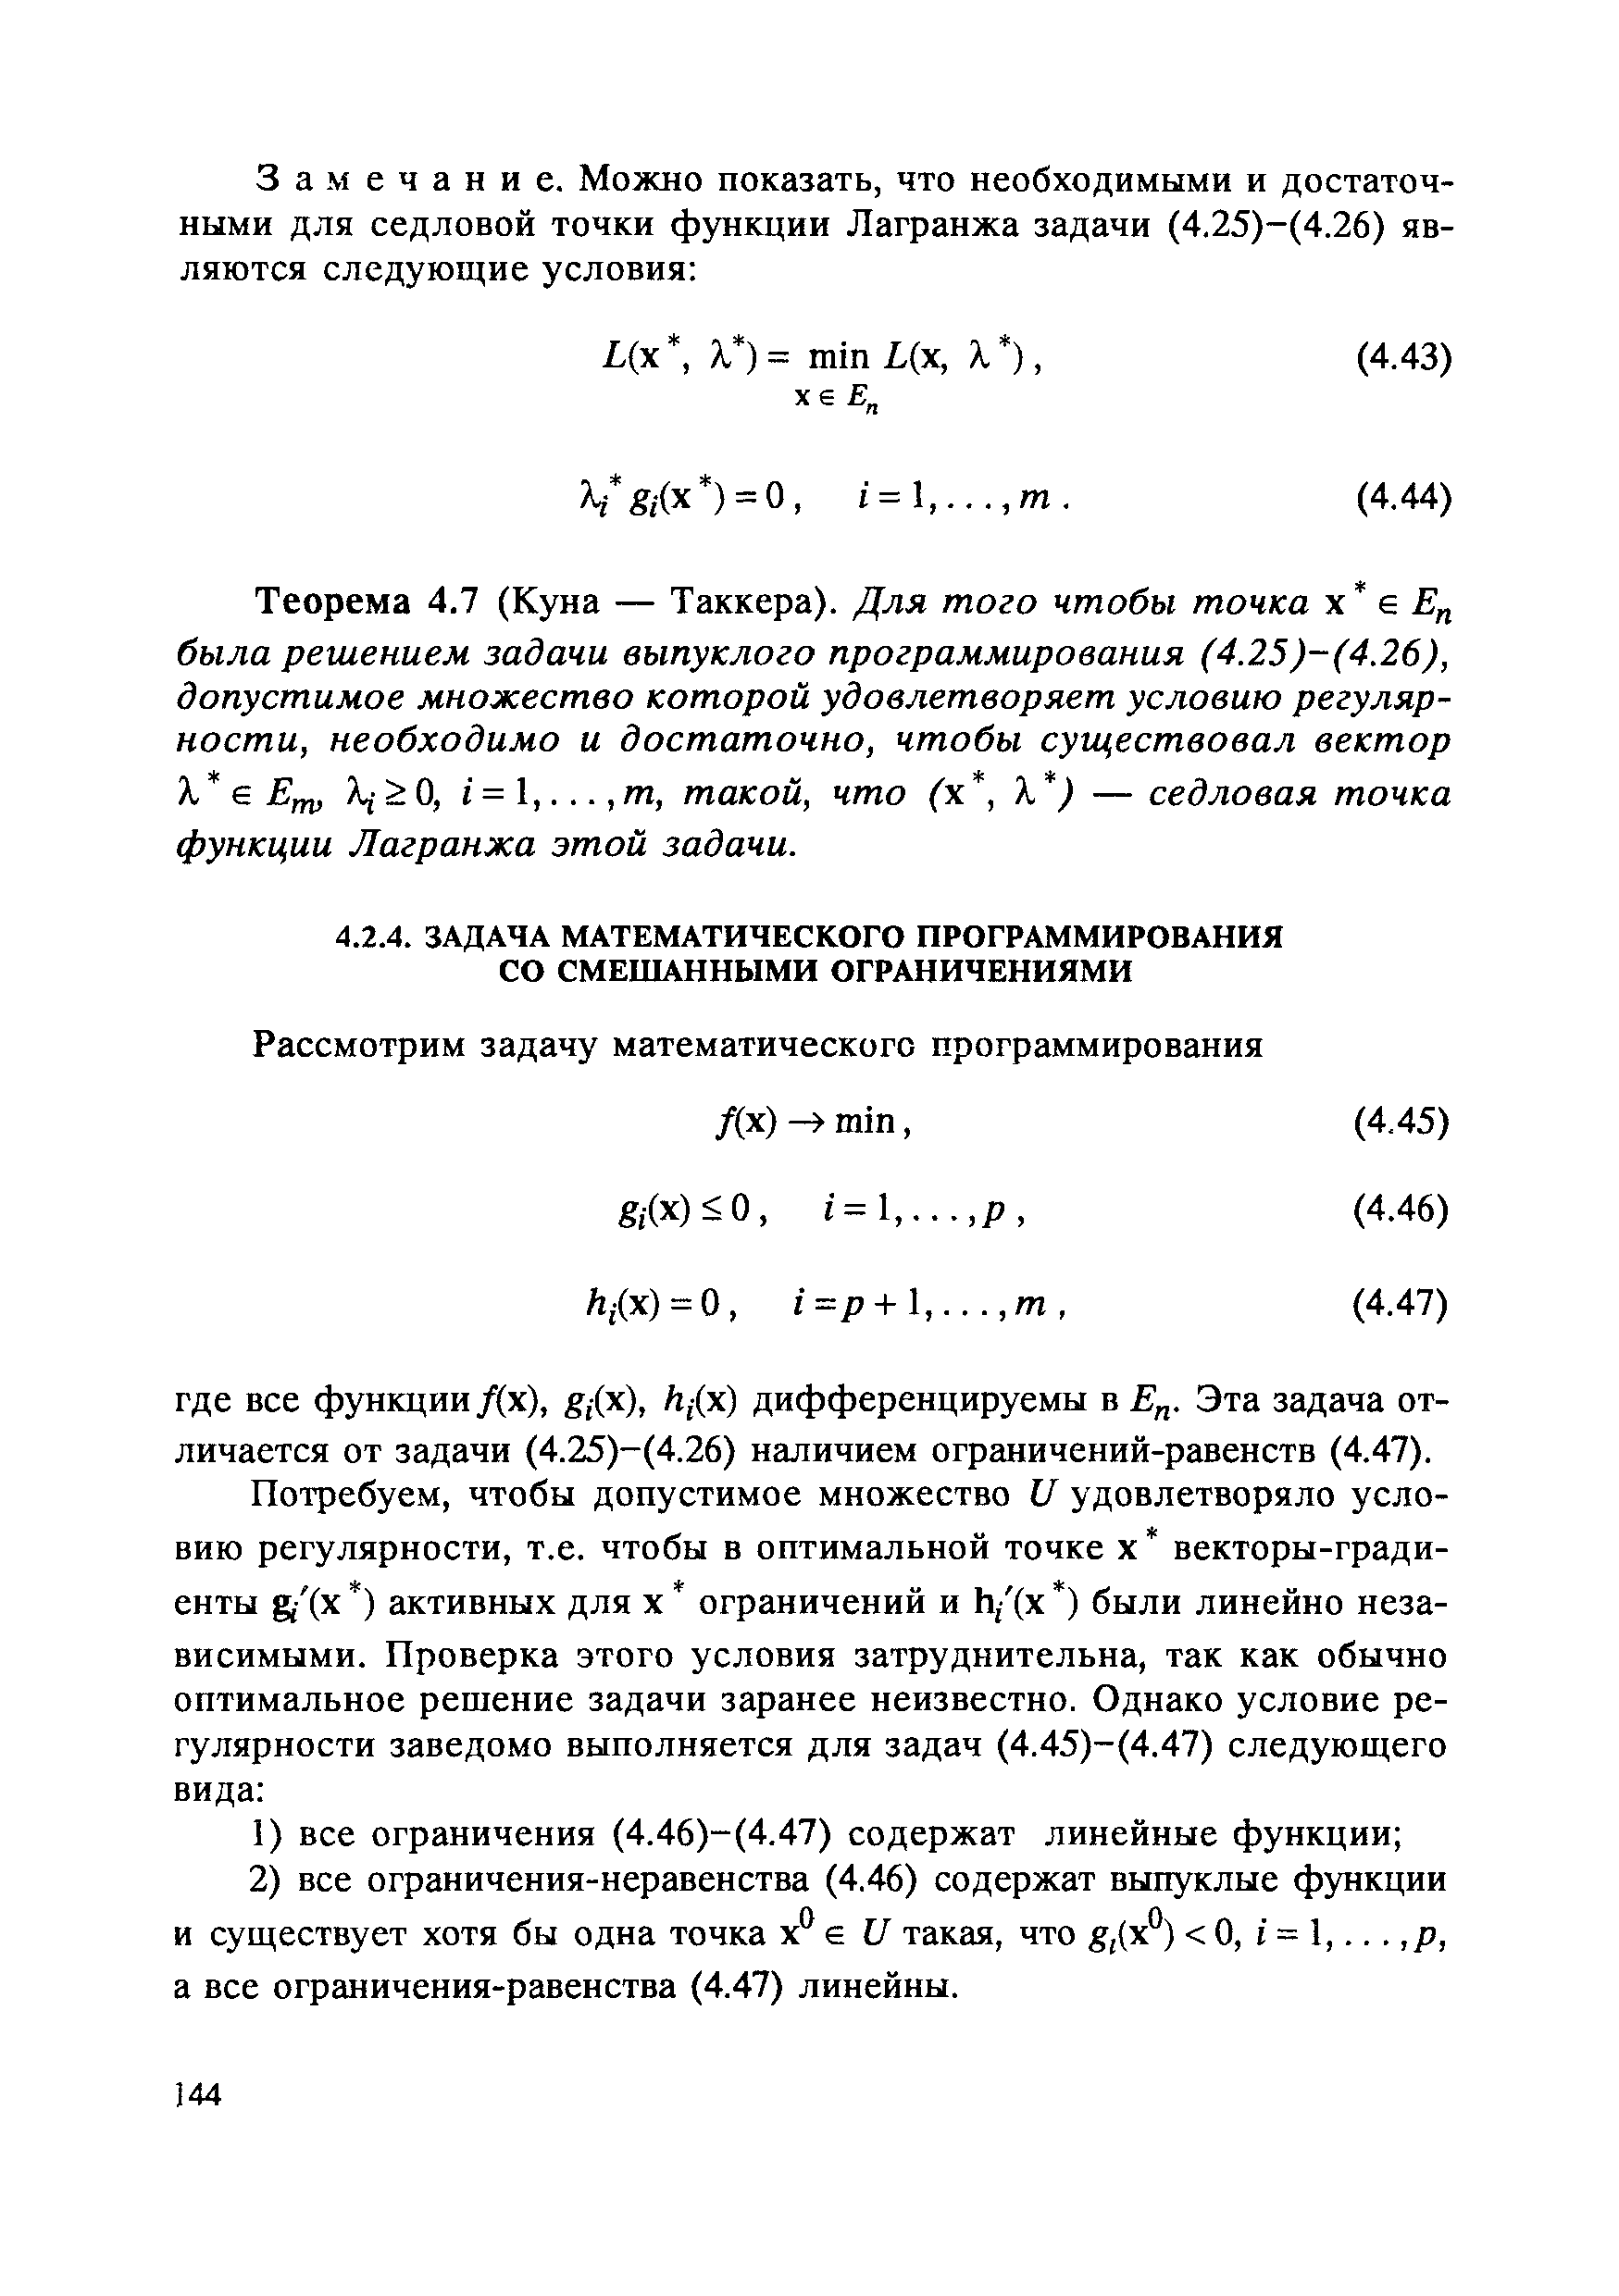 З а м е ч а н и е. Можно показать, что необходимыми и достаточ-
ными для седловой точки функции Лагранжа задачи (4.25)–(4.26) яв-
ляются следующие условия:
L(x*, λ*) = min L(x, λ*), (4.43)
x ∈ Eₙ
λᵢ* gᵢ(x*) = 0, i = 1,...,m. (4.44)
Теорема 4.7 (Куна — Таккера). Для того чтобы точка x* ∈ Eₙ
была решением задачи выпуклого программирования (4.25)–(4.26),
допустимое множество которой удовлетворяет условию регуляр-
ности, необходимо и достаточно, чтобы существовал вектор
λ* ∈ Eₘ, λᵢ ≥ 0, i = 1,...,m, такой, что (x*, λ*) — седловая точка
функции Лагранжа этой задачи.
4.2.4. ЗАДАЧА МАТЕМАТИЧЕСКОГО ПРОГРАММИРОВАНИЯ
СО СМЕШАННЫМИ ОГРАНИЧЕНИЯМИ
Рассмотрим задачу математического программирования
f(x) → min, (4.45)
gᵢ(x) ≤ 0, i = 1,...,p, (4.46)
hᵢ(x) = 0, i = p + 1,...,m, (4.47)
где все функции f(x), gᵢ(x), hᵢ(x) дифференцируемы в Eₙ. Эта задача от-
личается от задачи (4.25)–(4.26) наличием ограничений-равенств (4.47).
Потребуем, чтобы допустимое множество U удовлетворяло усло-
вию регулярности, т.е. чтобы в оптимальной точке x* векторы-гради-
енты gᵢ′(x*) активных для x* ограничений и hᵢ′(x*) были линейно неза-
висимыми. Проверка этого условия затруднительна, так как обычно
оптимальное решение задачи заранее неизвестно. Однако условие ре-
гулярности заведомо выполняется для задач (4.45)–(4.47) следующего
вида:
1) все ограничения (4.46)–(4.47) содержат линейные функции;
2) все ограничения-неравенства (4.46) содержат выпуклые функции
и существует хотя бы одна точка x⁰ ∈ U такая, что gᵢ(x⁰) < 0, i = 1,...,p,
а все ограничения-равенства (4.47) линейны.
144